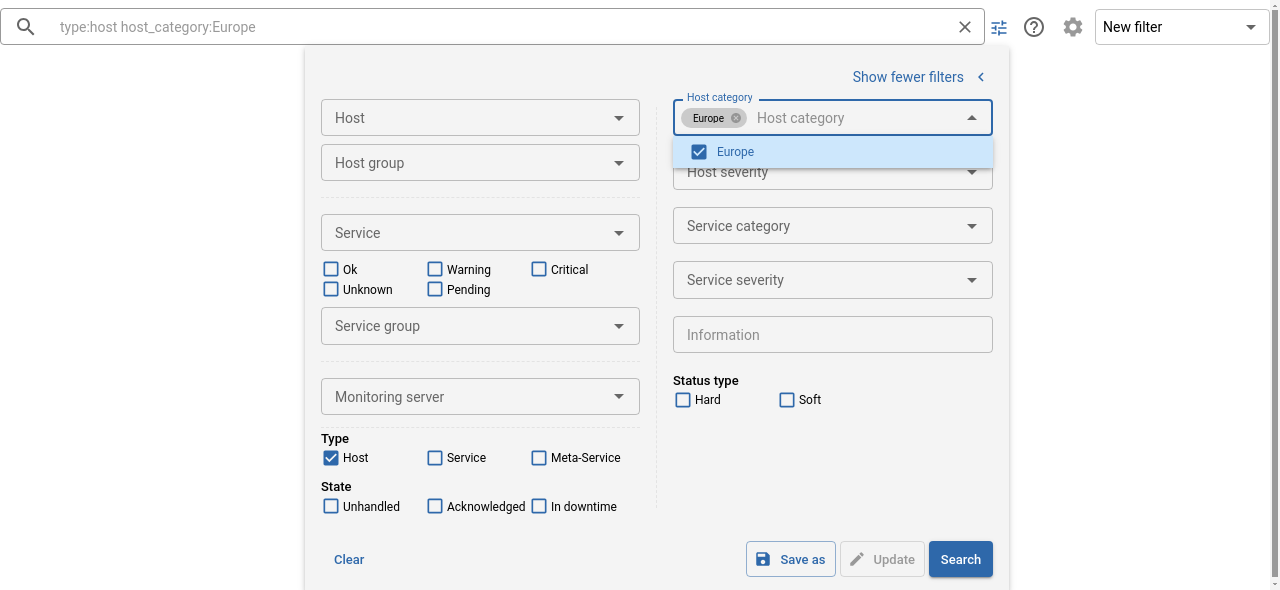 type:host host_category:Europe
New filter
Show fewer filters
Host
Host group
Service
Ok
Warning
Critical
Unknown
Pending
Service group
Monitoring server
Type
Host
Service
Meta-Service
State
Unhandled
Acknowledged
In downtime
Host category
Europe
Host category
Europe
Host severity
Service category
Service severity
Information
Status type
Hard
Soft
Clear
Save as
Update
Search